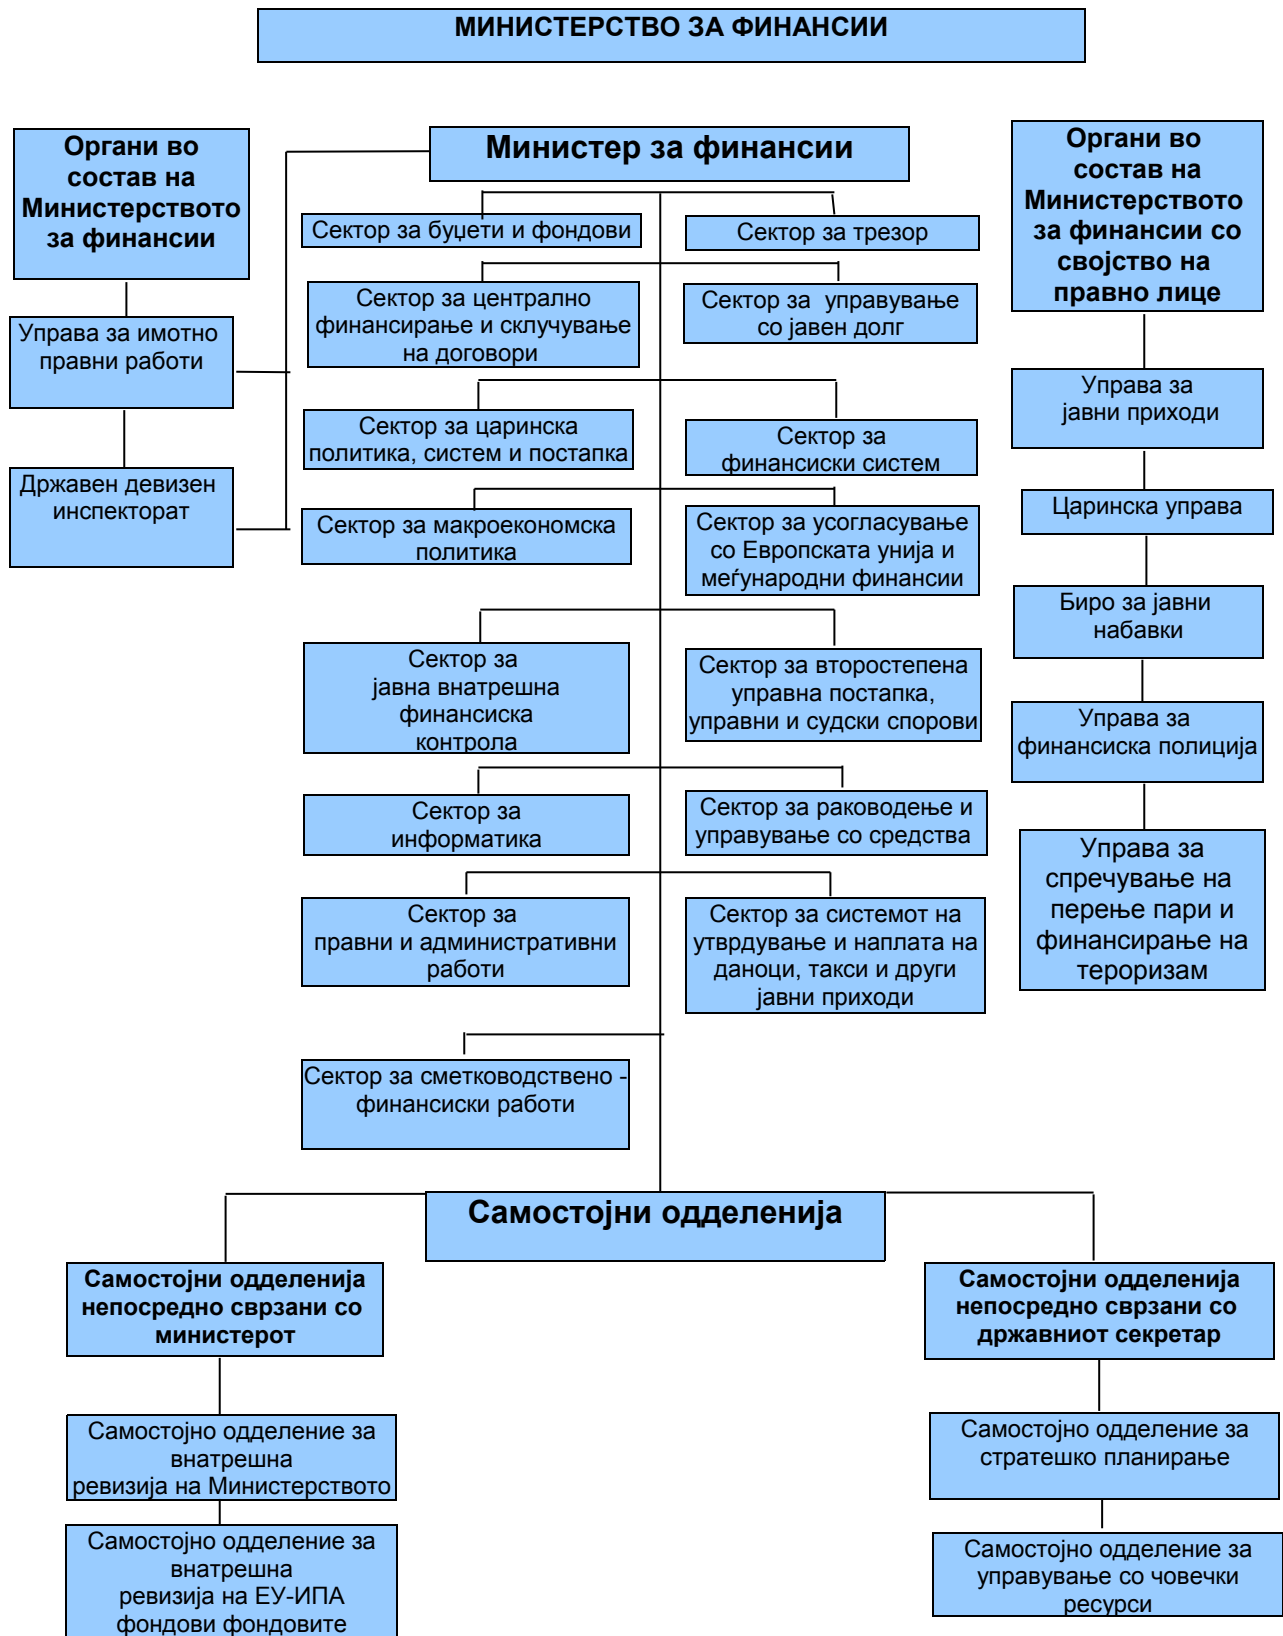 МИНИСТЕРСТВО ЗА ФИНАНСИИ
Органи во
состав на
Министерството
за финансии
Управа за имотно
правни работи
Државен девизен
инспекторат
Министер за финансии
Сектор за буџети и фондови
Сектор за трезор
Сектор за централно
финансирање и склучување
на договори
Сектор за управување
со јавен долг
Сектор за царинска
политика, систем и постапка
Сектор за
финансиски систем
Сектор за макроекономска
политика
Сектор за усогласување
со Европската унија и
меѓународни финансии
Сектор за
јавна внатрешна
финансиска
контрола
Сектор за второстепена
управна постапка,
управни и судски спорови
Сектор за
информатика
Сектор за раководење и
управување со средства
Сектор за
правни и административни
работи
Сектор за системот на
утврдување и наплата на
даноци, такси и други
јавни приходи
Сектор за сметководствено -
финансиски работи
Органи во
состав на
Министерството
за финансии со
својство на
правно лице
Управа за
јавни приходи
Царинска управа
Биро за јавни
набавки
Управа за
финансиска полиција
Управа за
спречување на
перење пари и
финансирање на
тероризам
Самостојни одделенија
Самостојни одделенија
непосредно сврзани со
министерот
Самостојно одделение за
внатрешна
ревизија на Министерството
Самостојно одделение за
внатрешна
ревизија на ЕУ-ИПА
фондови фондовите
Самостојни одделенија
непосредно сврзани со
државниот секретар
Самостојно одделение за
стратешко планирање
Самостојно одделение за
управување со човечки
ресурси